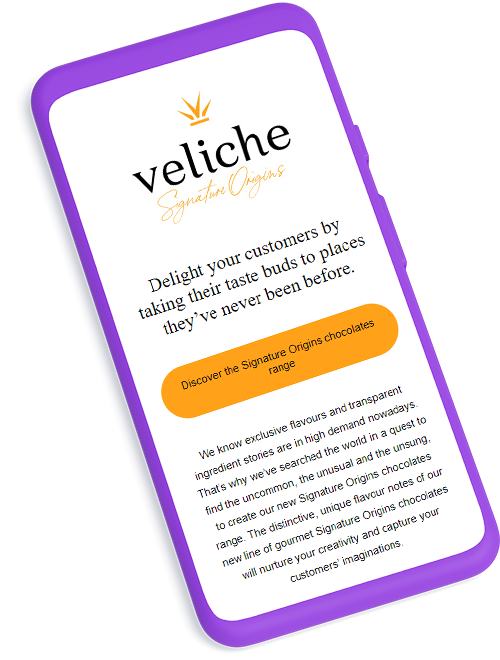 veliche
Signature Origins
Delight your customers by
taking their taste buds to places
they’ve never been before.
Discover the Signature Origins chocolates
range
We know exclusive flavours and transparent
ingredient stories are in high demand nowadays.
That's why we've searched the world in a quest to
find the uncommon, the unusual and the unsung,
to create our new Signature Origins chocolates
range. The distinctive, unique flavour notes of our
new line of gourmet Signature Origins chocolates
will nurture your creativity and capture your
customers' imaginations.